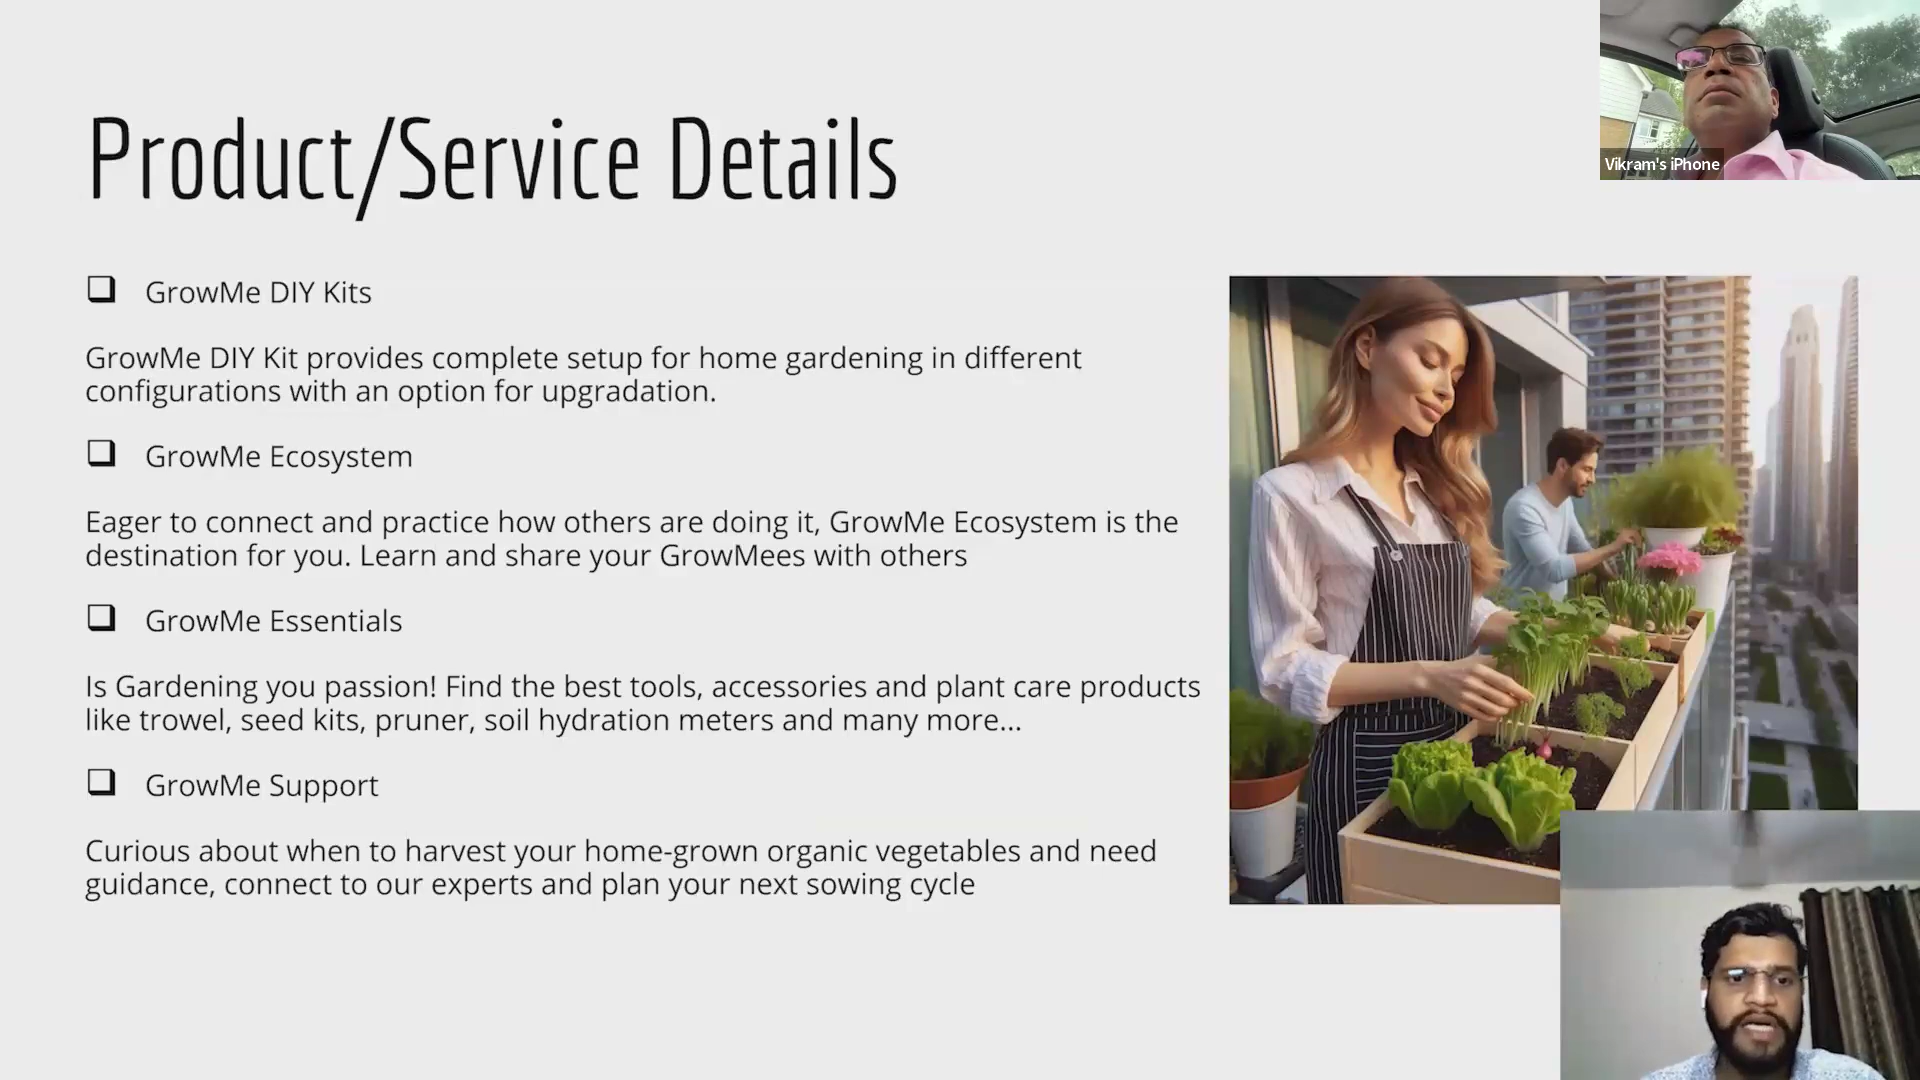 Product/Service Details
GrowMe DIY Kits
GrowMe DIY Kit provides complete setup for home gardening in different
configurations with an option for upgradation.
GrowMe Ecosystem
Eager to connect and practice how others are doing it, GrowMe Ecosystem is the
destination for you. Learn and share your GrowMees with others
GrowMe Essentials
Is Gardening you passion! Find the best tools, accessories and plant care products
like trowel, seed kits, pruner, soil hydration meters and many more...
GrowMe Support
Curious about when to harvest your home-grown organic vegetables and need
guidance, connect to our experts and plan your next sowing cycle
Vikram's iPhone